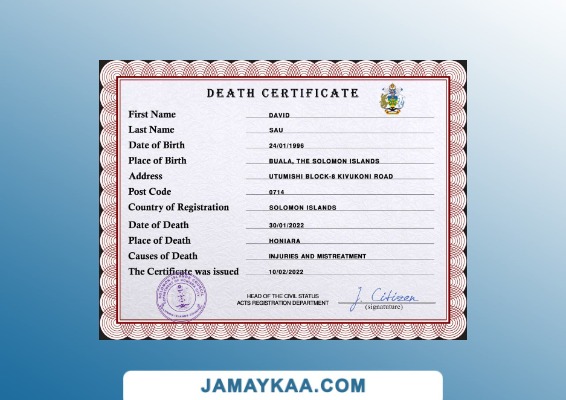 DEATH CERTIFICATE
First Name DAVID
Last Name SAU
Date of Birth 24/01/1996
Place of Birth BUALA, THE SOLOMON ISLANDS
Address UTUMISHI BLOCK-8 KIVUKONI ROAD
Post Code 0714
Country of Registration SOLOMON ISLANDS
Date of Death 30/01/2022
Place of Death HONIARA
Causes of Death INJURIES AND MISTREATMENT
The Certificate was issued 10/02/2022
HEAD OF THE CIVIL STATUS
ACTS REGISTRATION DEPARTMENT
J. Citizen
(signatuture)
JAMAYKAA.COM